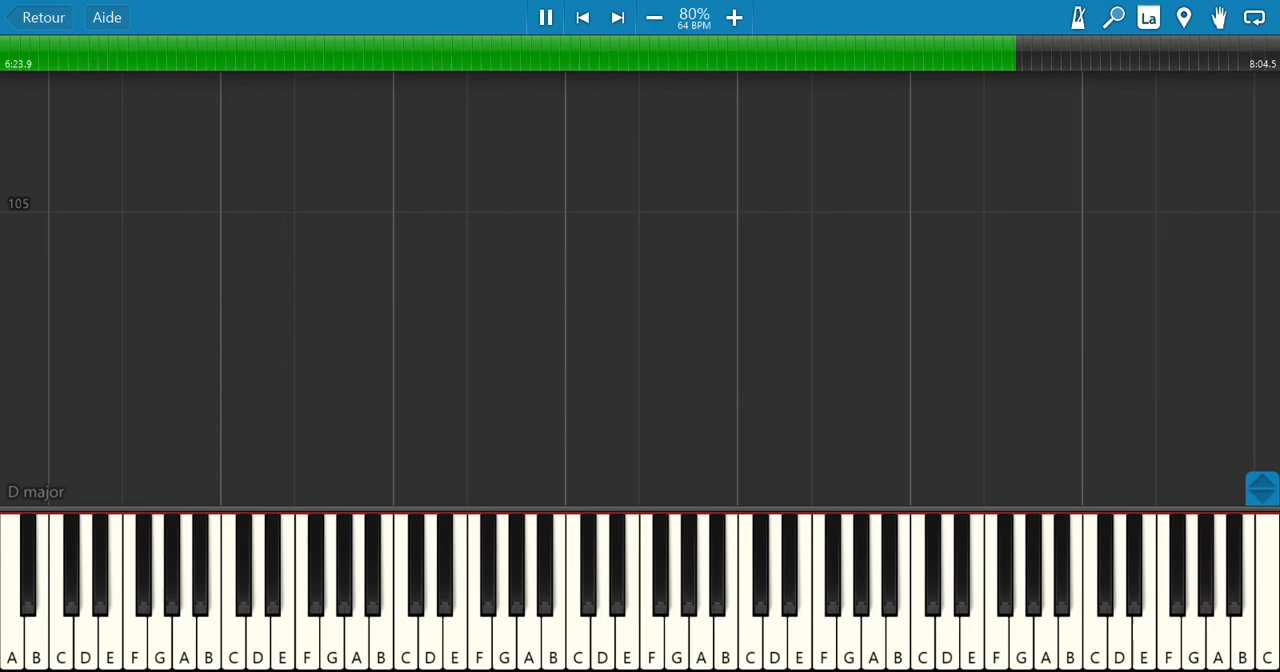 Retour Aide 80% La
64 BPM
6:23.9 8:04.5
105
D major
A B C D E F G A B C D E F G A B C D E F G A B C D E F G A B C D E F G A B C D E F G A B C D E F G A B C